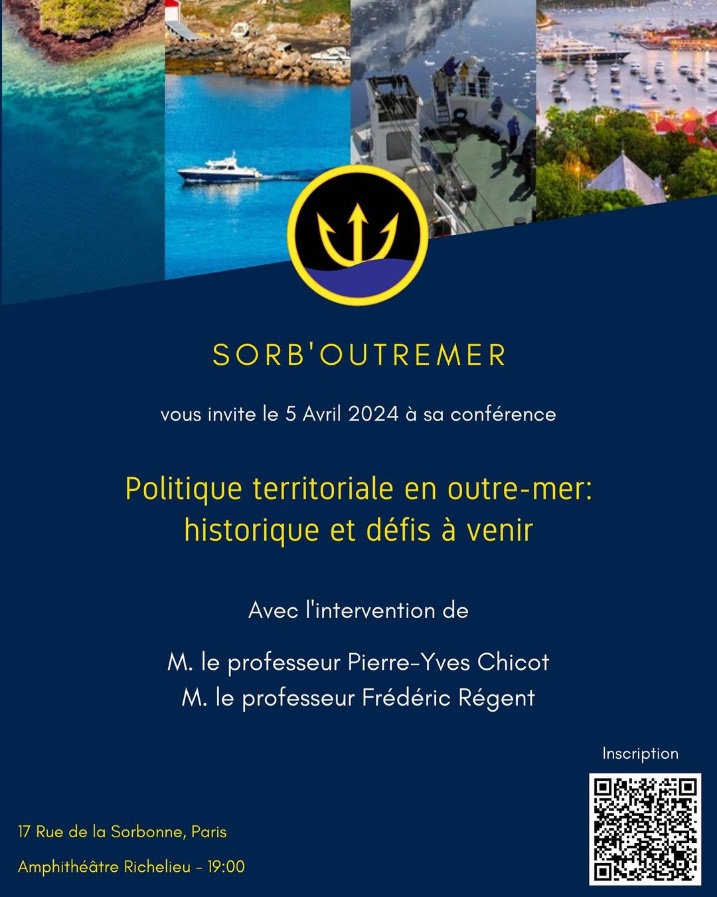 SORB'OUTREMER
vous invite le 5 Avril 2024 à sa conférence
Politique territoriale en outre-mer:
historique et défis à venir
Avec l'intervention de
M. le professeur Pierre-Yves Chicot
M. le professeur Frédéric Régent
Inscription
17 Rue de la Sorbonne, Paris
Amphithéâtre Richelieu - 19:00